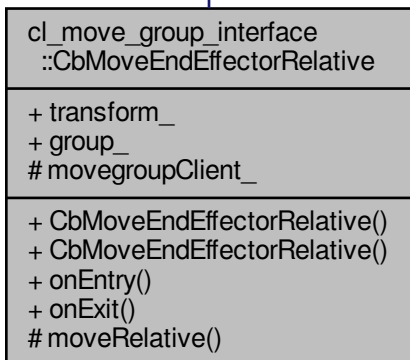 cl_move_group_interface
::CbMoveEndEffectorRelative
+ transform_
+ group_
# movegroupClient_
+ CbMoveEndEffectorRelative()
+ CbMoveEndEffectorRelative()
+ onEntry()
+ onExit()
# moveRelative()